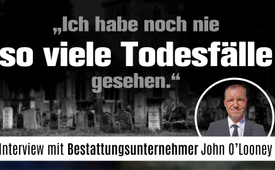 „Ich habe noch nie
so viele Todesfälle
gesehen.“
Interview mit Bestattungsunternehmer John O’Looney